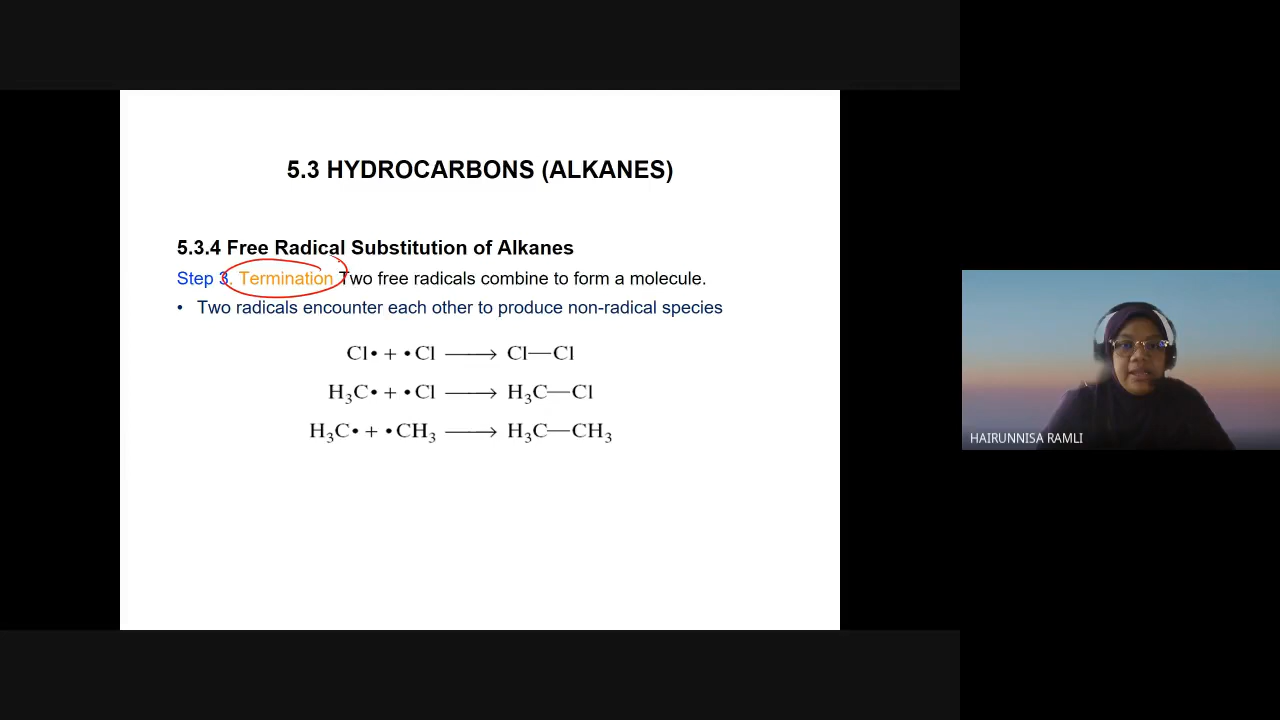 5.3 HYDROCARBONS (ALKANES)
5.3.4 Free Radical Substitution of Alkanes
Step 3. Termination Two free radicals combine to form a molecule.
• Two radicals encounter each other to produce non-radical species
Cl• + •Cl ⟶ Cl—Cl
H₃C• + •Cl ⟶ H₃C—Cl
H₃C• + •CH₃ ⟶ H₃C—CH₃
HAIRUNNISA RAMLI